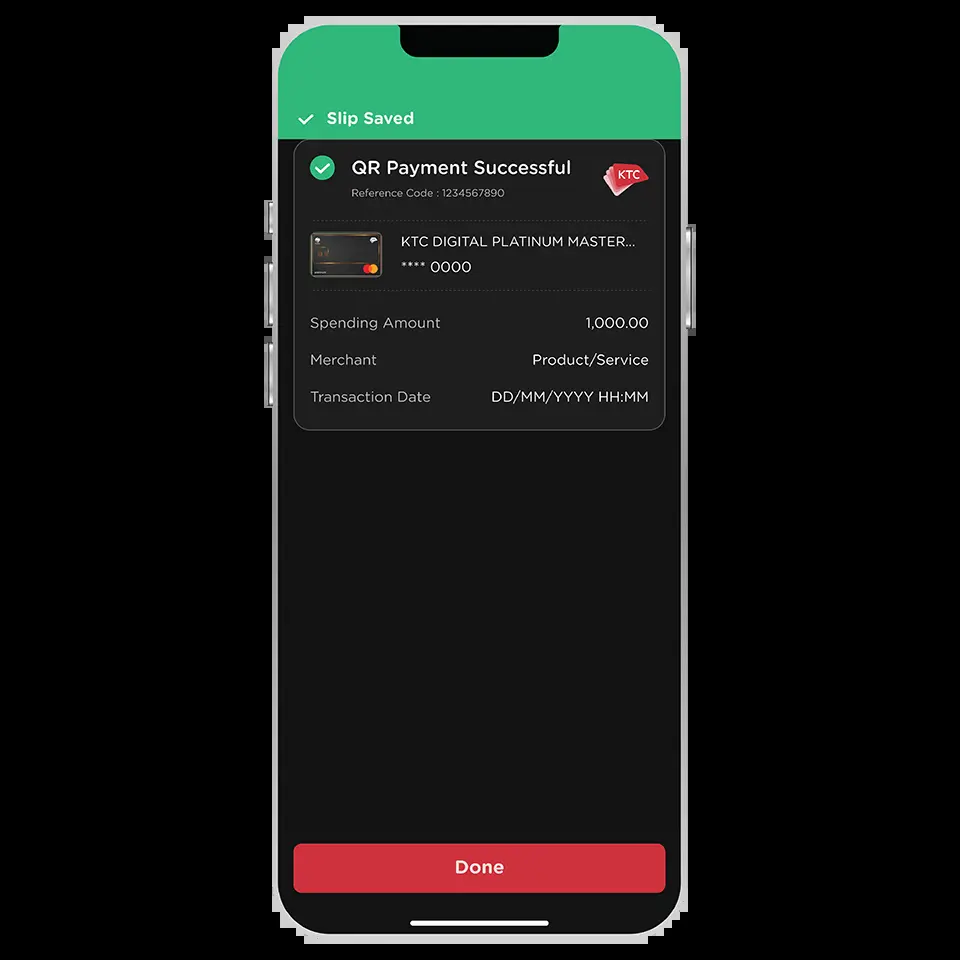 Slip Saved
QR Payment Successful
KTC
Reference Code : 1234567890
KTC DIGITAL PLATINUM MASTER...
**** 0000
Spending Amount 1,000.00
Merchant Product/Service
Transaction Date DD/MM/YYYY HH:MM
Done